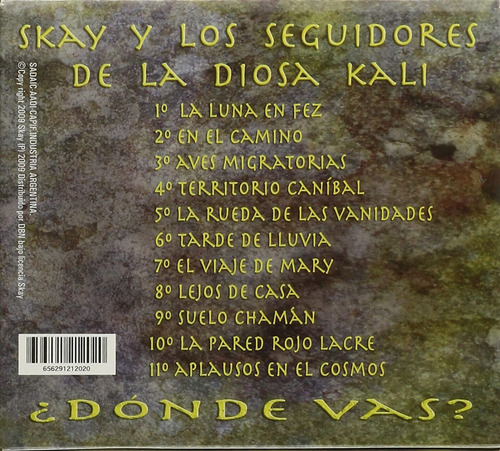 SKAY Y LOS SEGUIDORES
DE LA DIOSA KALI
1º LA LUNA EN FEZ
2º EN EL CAMINO
3º AVES MIGRATORIAS
4º TERRITORIO CANÍBAL
5º LA RUEDA DE LAS VANIDADES
6º TARDE DE LLUVIA
7º EL VIAJE DE MARY
8º LEJOS DE CASA
9º SUELO CHAMÁN
10º LA PARED ROJO LACRE
11º APLAUSOS EN EL COSMOS
¿DÓNDE VAS?
SADAIC-AADI-CAPIF.INDUSTRIA ARGENTINA.
©Copy right 2009 Skay (P) 2009 Distribuido por DBN bajo licencia Skay
656291212020